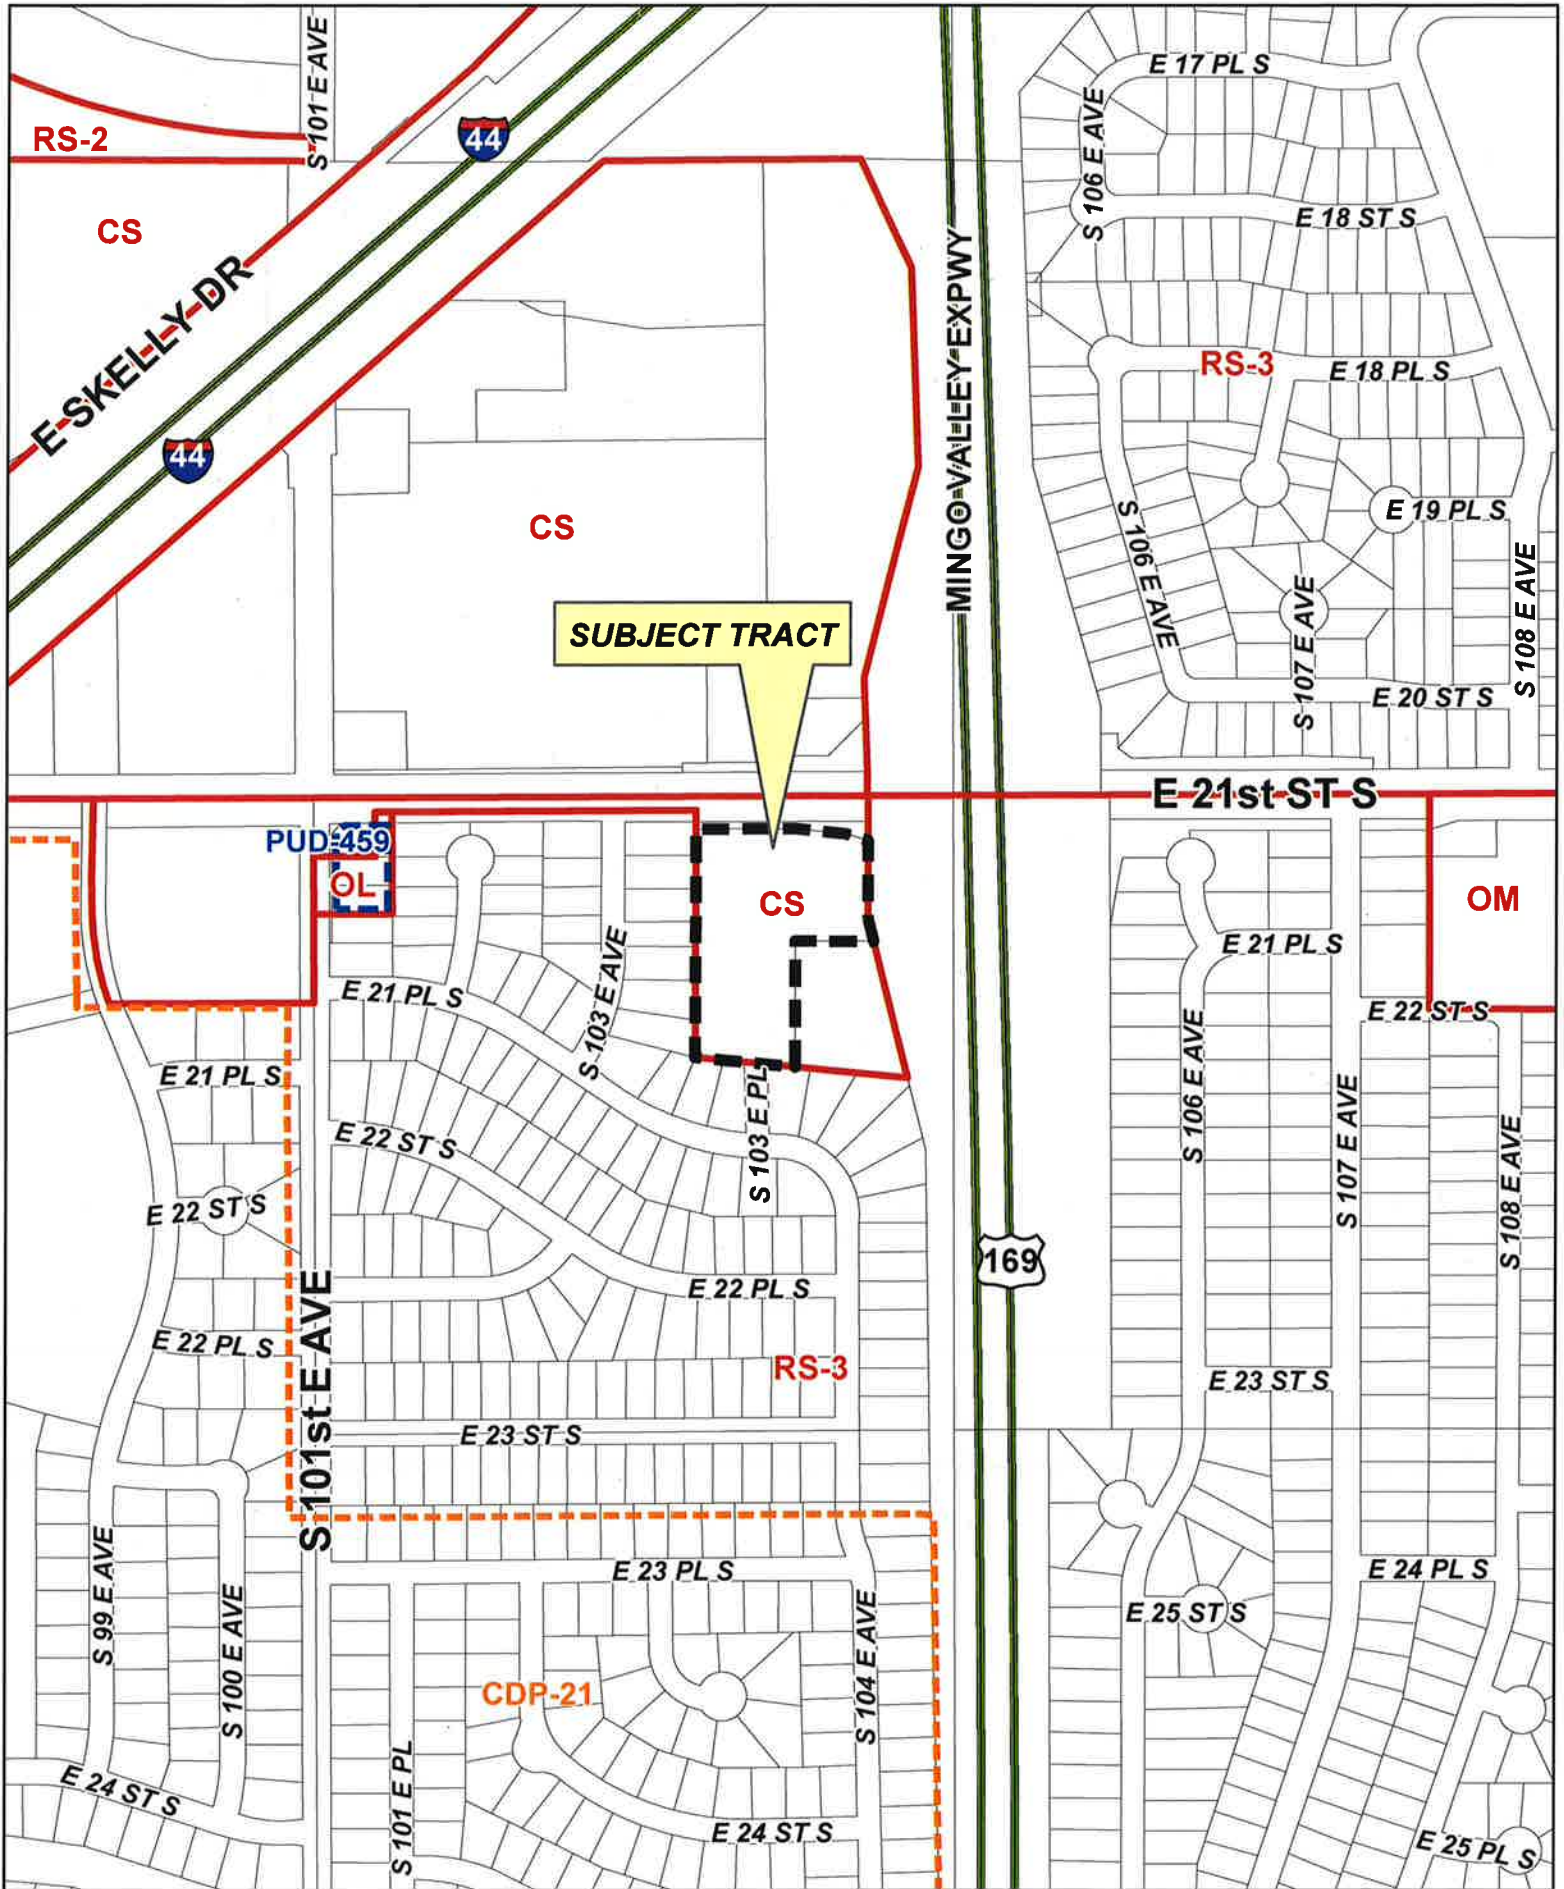 S 101 E AVE
E 17 PL S
S 106 E AVE
44
RS-2
E 18 ST S
CS
MINGO VALLEY EXPWY
E SKELLY DR
RS-3
E 18 PL S
44
CS
E 19 PL S
S 106 E AVE
S 107 E AVE
S 108 E AVE
SUBJECT TRACT
E 20 ST S
E 21st ST S
PUD-459
OL
CS
OM
S 103 E AVE
E 21 PL S
E 21 PL S
E 22 ST S
E 21 PL S
S 103 E PL
S 106 E AVE
S 107 E AVE
S 108 E AVE
E 22 ST S
E 22 ST S
169
E 22 PL S
E 22 PL S
S 101st E AVE
RS-3
E 23 ST S
E 23 ST S
S 99 E AVE
E 23 PL S
E 24 PL S
S 100 E AVE
S 104 E AVE
E 25 ST S
CDP-21
E 24 ST S
S 101 E PL
E 24 ST S
E 25 PL S